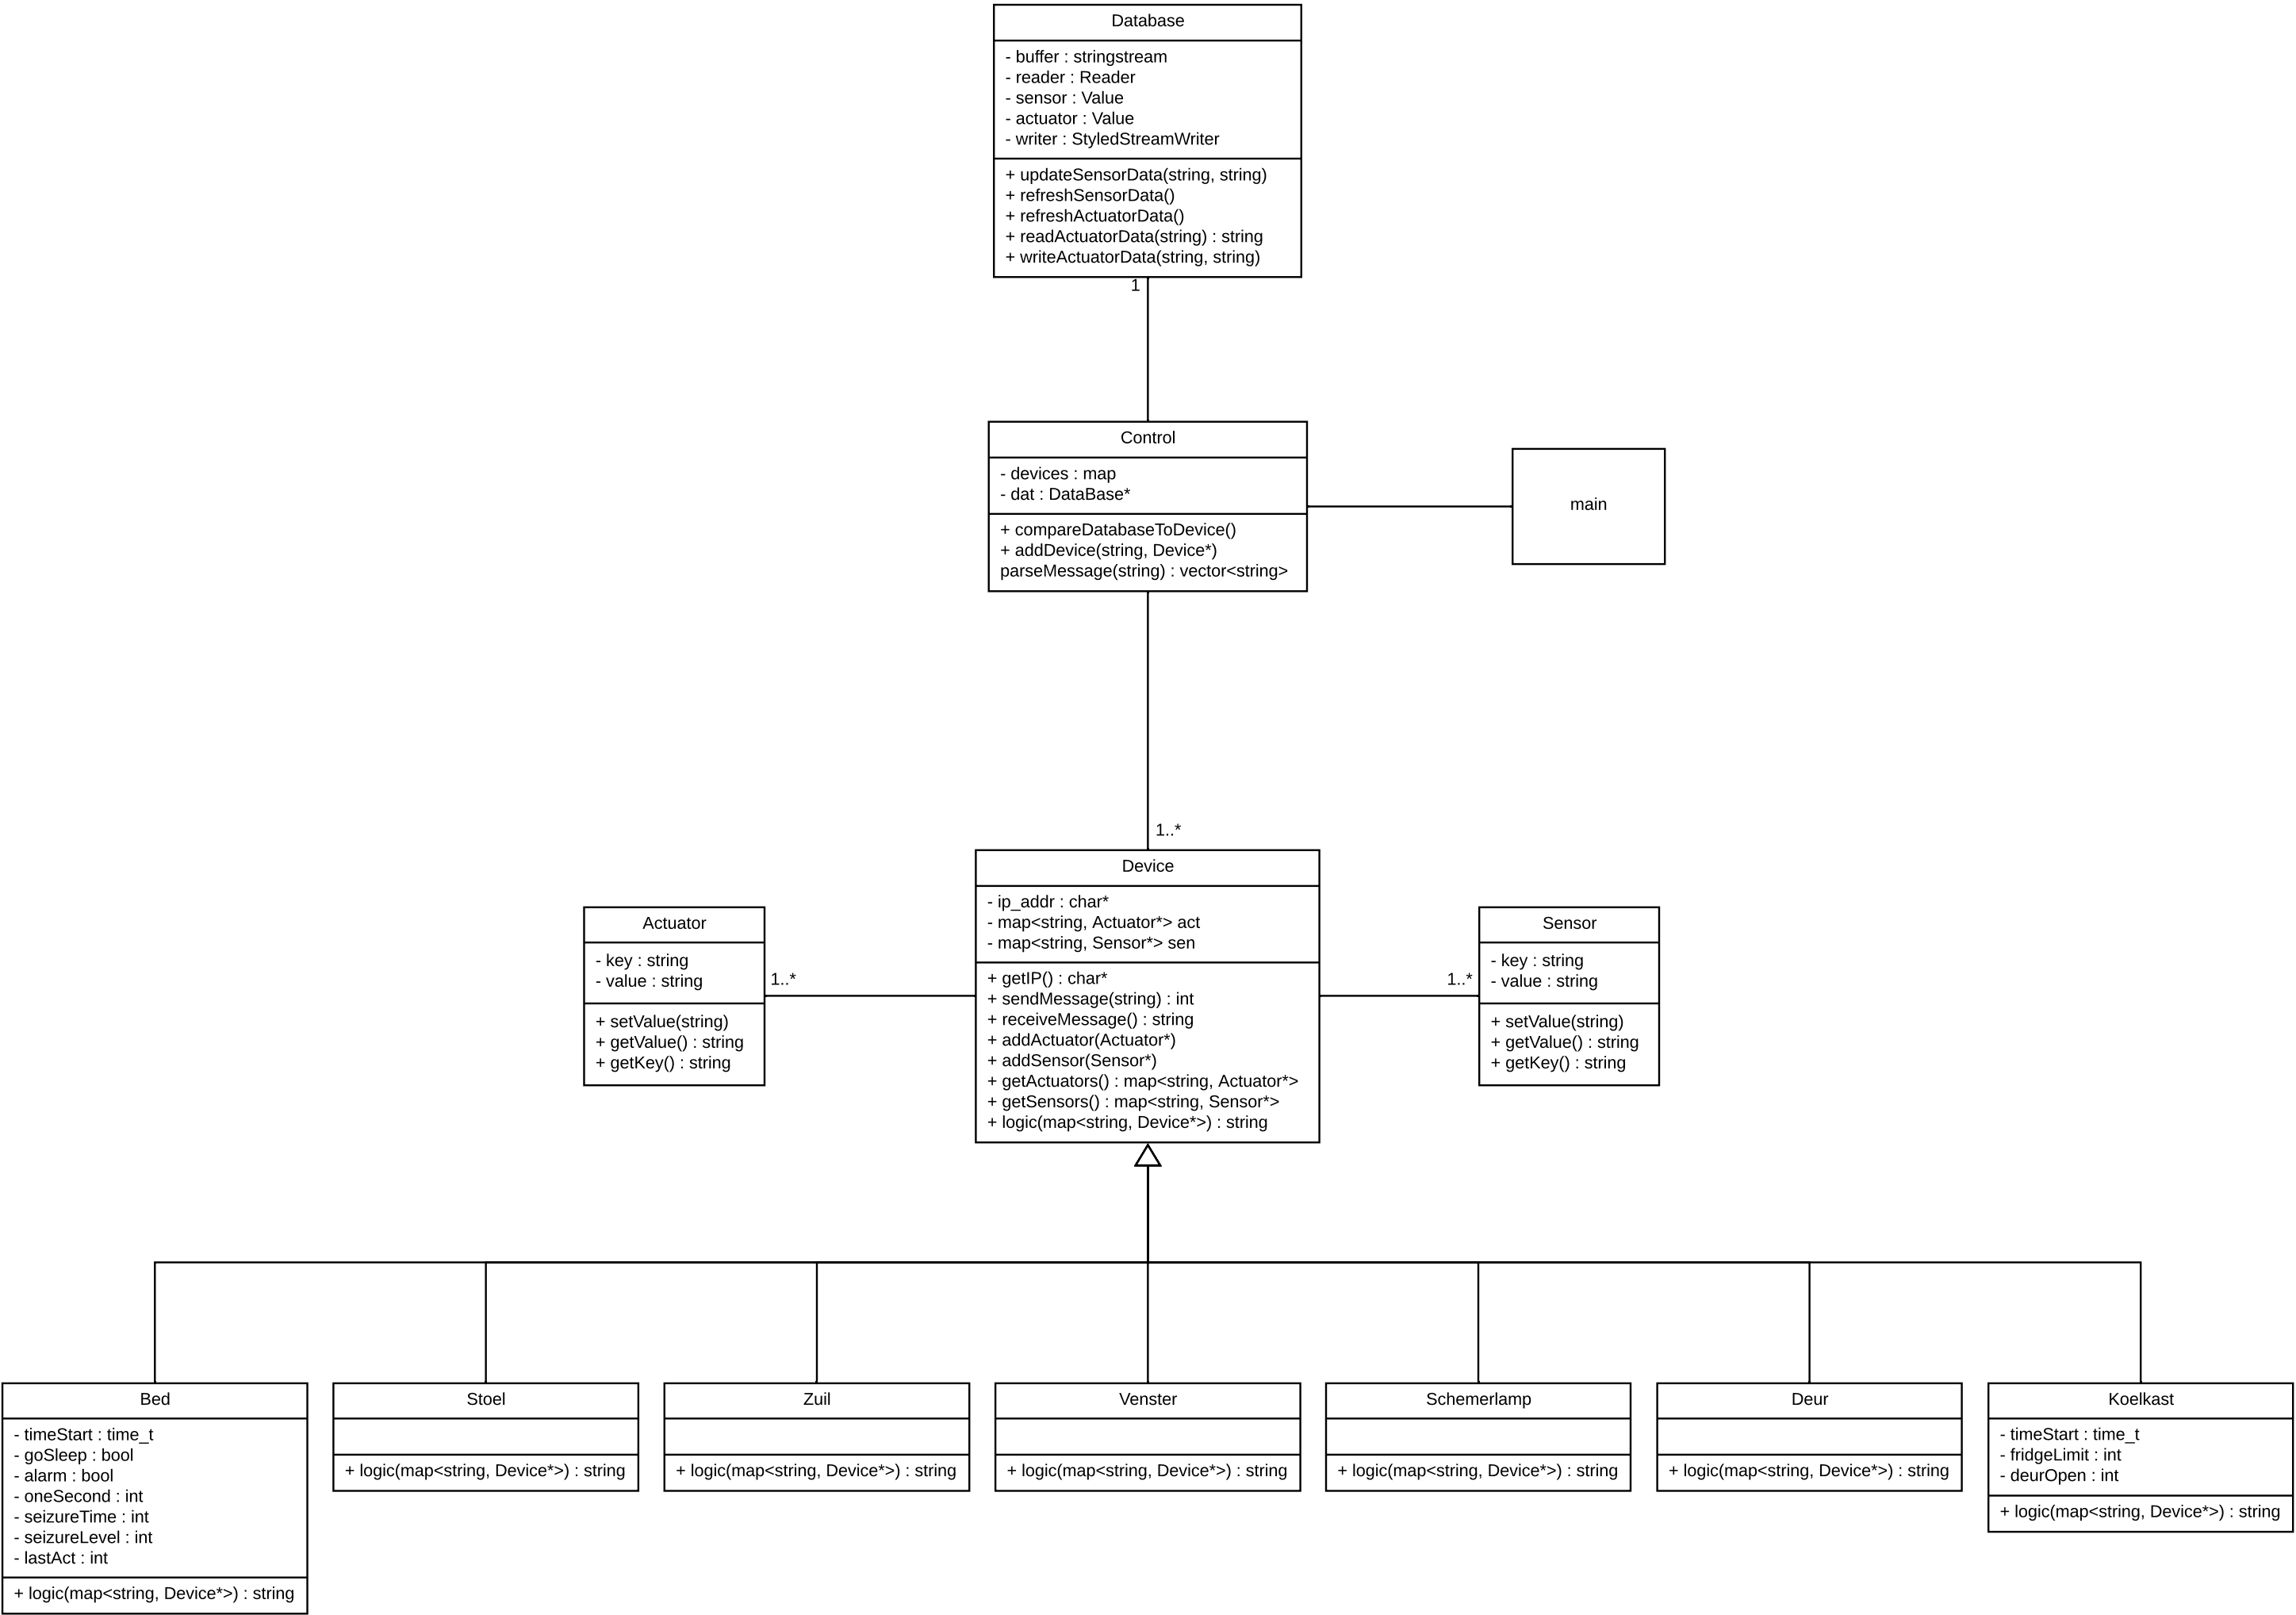 Database
- buffer : stringstream
- reader : Reader
- sensor : Value
- actuator : Value
- writer : StyledStreamWriter
+ updateSensorData(string, string)
+ refreshSensorData()
+ refreshActuatorData()
+ readActuatorData(string) : string
+ writeActuatorData(string, string)
1
Control
- devices : map
- dat : DataBase*
+ compareDatabaseToDevice()
+ addDevice(string, Device*)
parseMessage(string) : vector<string>
main
1..*
Device
- ip_addr : char*
- map<string, Actuator*> act
- map<string, Sensor*> sen
+ getIP() : char*
+ sendMessage(string) : int
+ receiveMessage() : string
+ addActuator(Actuator*)
+ addSensor(Sensor*)
+ getActuators() : map<string, Actuator*>
+ getSensors() : map<string, Sensor*>
+ logic(map<string, Device*>) : string
Actuator
- key : string
- value : string
+ setValue(string)
+ getValue() : string
+ getKey() : string
1..*
1..*
Sensor
- key : string
- value : string
+ setValue(string)
+ getValue() : string
+ getKey() : string
Bed
- timeStart : time_t
- goSleep : bool
- alarm : bool
- oneSecond : int
- seizureTime : int
- seizureLevel : int
- lastAct : int
+ logic(map<string, Device*>) : string
Stoel
+ logic(map<string, Device*>) : string
Zuil
+ logic(map<string, Device*>) : string
Venster
+ logic(map<string, Device*>) : string
Schemerlamp
+ logic(map<string, Device*>) : string
Deur
+ logic(map<string, Device*>) : string
Koelkast
- timeStart : time_t
- fridgeLimit : int
- deurOpen : int
+ logic(map<string, Device*>) : string